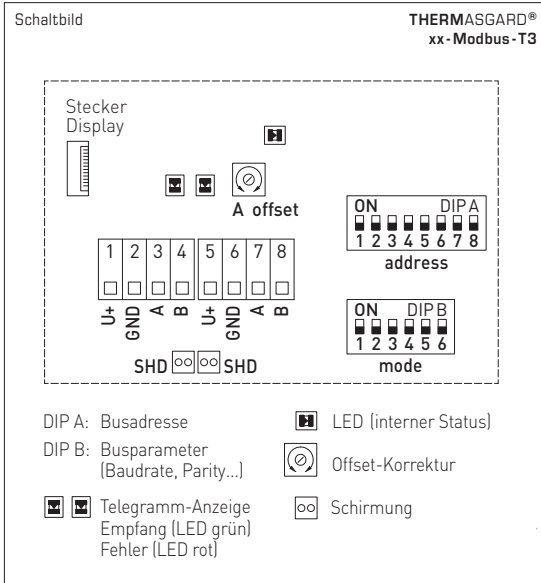 Schaltbild
THERMASGARD®
xx-Modbus-T3
Stecker
Display
A offset
ON DIP A
1 2 3 4 5 6 7 8
address
1 2 3 4 5 6 7 8
U+ GND A B U+ GND A B
SHD SHD
ON DIP B
1 2 3 4 5 6
mode
DIP A: Busadresse
DIP B: Busparameter
(Baudrate, Parity...)
Telegramm-Anzeige
Empfang (LED grün)
Fehler (LED rot)
LED (interner Status)
Offset-Korrektur
Schirmung